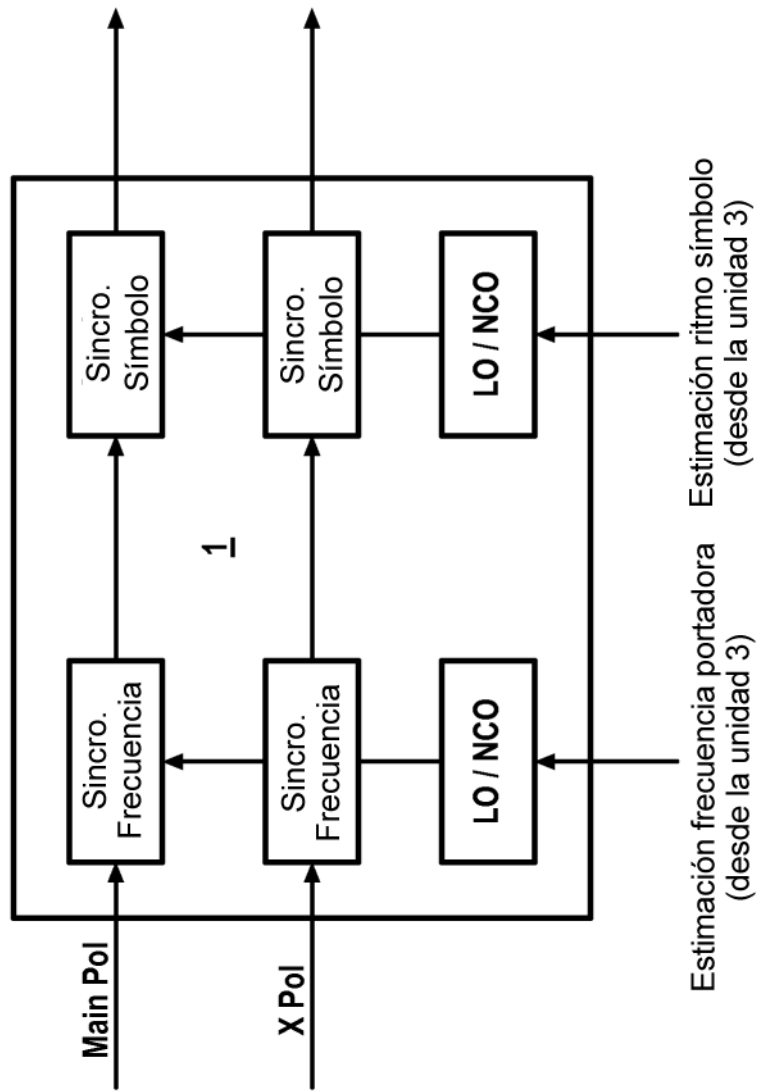 Main Pol
X Pol
Sincro.
Frecuencia
Sincro.
Frecuencia
LO / NCO
1
Sincro.
Símbolo
Sincro.
Símbolo
LO / NCO
Estimación frecuencia portadora
(desde la unidad 3)
Estimación ritmo símbolo
(desde la unidad 3)